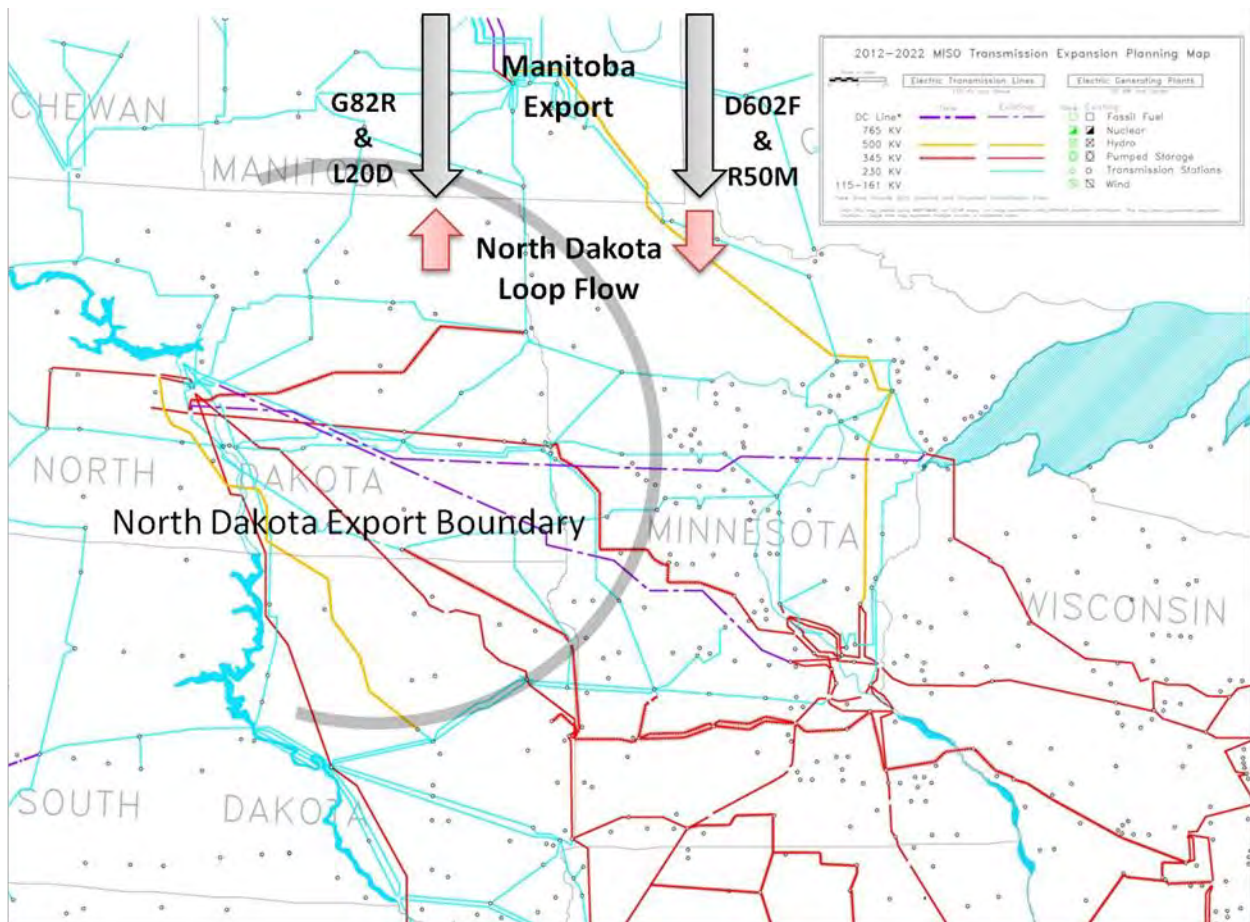 Manitoba
Export
G82R
&
L20D
D602F
&
R50M
2012-2022 MISO Transmission Expansion Planning Map
Electric Transmission Lines
Electric Generating Plants
New
Existing
Existing
DC Line*
765 KV
500 KV
345 KV
230 KV
115-161 KV
Fossil Fuel
Nuclear
Hydro
Pumped Storage
Transmission Stations
Wind
CHEWAN
MANITOBA
North Dakota
Loop Flow
NORTH DAKOTA
North Dakota Export Boundary
MINNESOTA
WISCONSIN
SOUTH DAKOTA